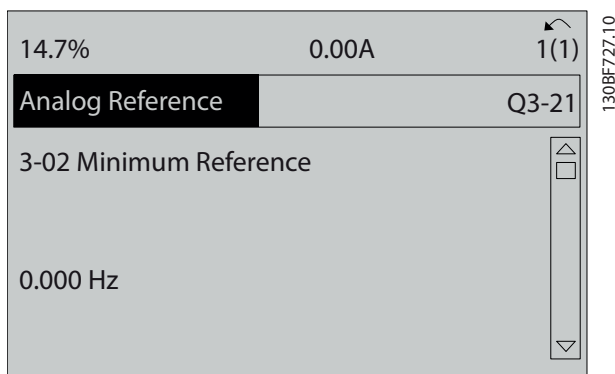 14.7% 0.00A 1(1)
Analog Reference Q3-21
3-02 Minimum Reference
0.000 Hz
130BF727.10